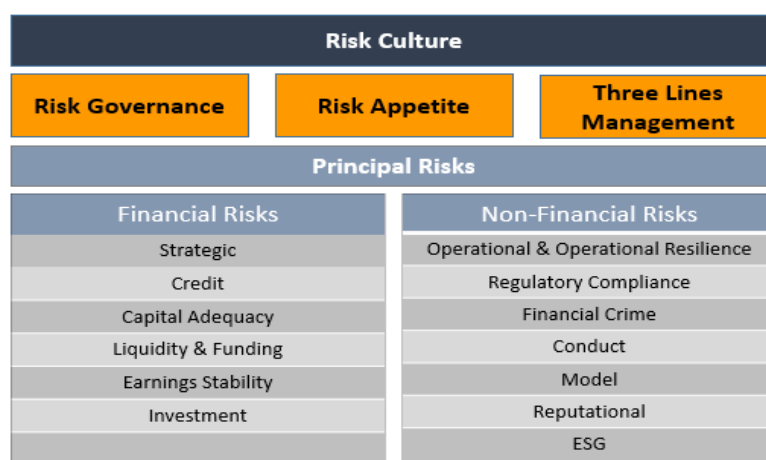 Risk Culture
Risk Governance
Risk Appetite
Three Lines
Management
Principal Risks
Financial Risks
Strategic
Credit
Capital Adequacy
Liquidity & Funding
Earnings Stability
Investment
Non-Financial Risks
Operational & Operational Resilience
Regulatory Compliance
Financial Crime
Conduct
Model
Reputational
ESG